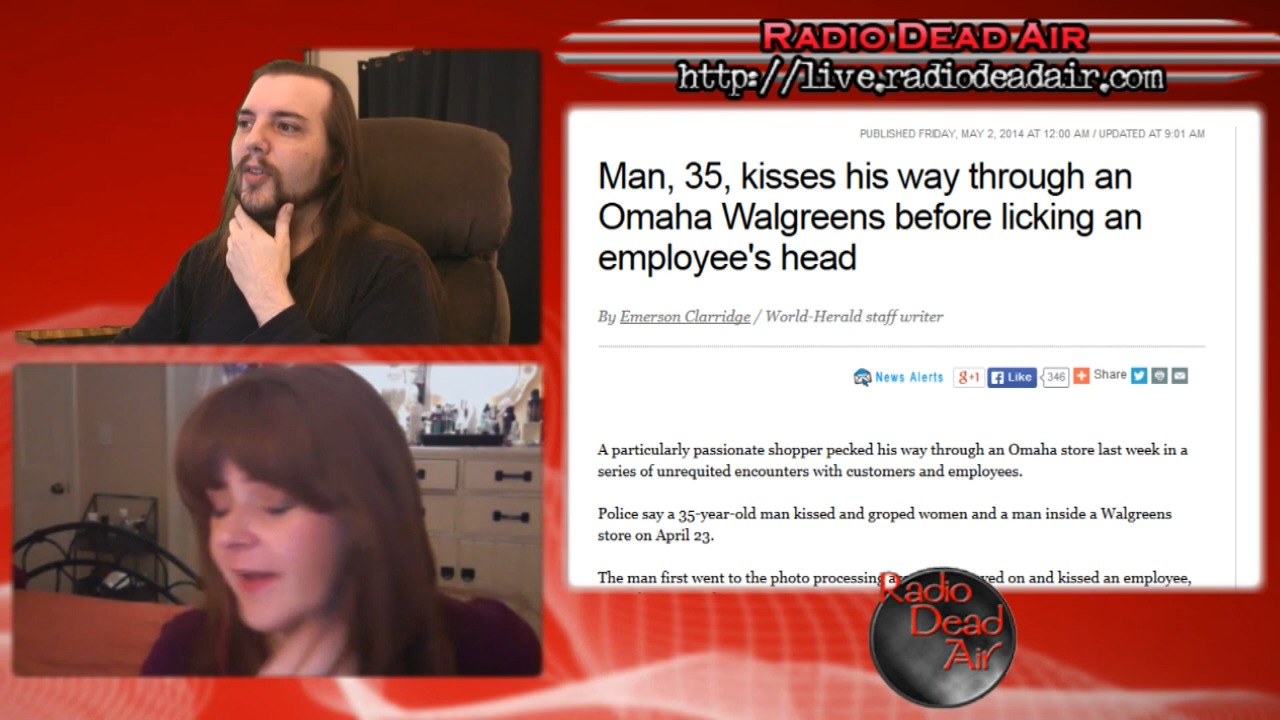 Radio Dead Air
http://live.radiodeadair.com
PUBLISHED FRIDAY, MAY 2, 2014 AT 12:00 AM / UPDATED AT 9:01 AM
Man, 35, kisses his way through an
Omaha Walgreens before licking an
employee's head
By Emerson Clarridge / World-Herald staff writer
News Alerts g+1 f Like 346 + Share
A particularly passionate shopper pecked his way through an Omaha store last week in a
series of unrequited encounters with customers and employees.
Police say a 35-year-old man kissed and groped women and a man inside a Walgreens
store on April 23.
The man first went to the photo processing on and kissed an employee,
Radio
Dead
Air